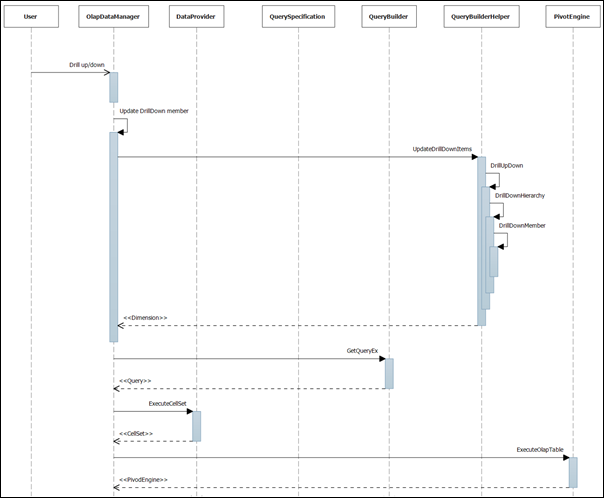 User
OlapDataManager
DataProvider
QuerySpecification
QueryBuilder
QueryBuilderHelper
PivotEngine
Drill up/down
Update DrillDown member
UpdateDrillDownItems
DrillUpDown
DrillDownHierarchy
DrillDownMember
<<Dimension>>
GetQueryEx
<<Query>>
ExecuteCellSet
<<CellSet>>
ExecuteOlapTable
<<PivodEngine>>